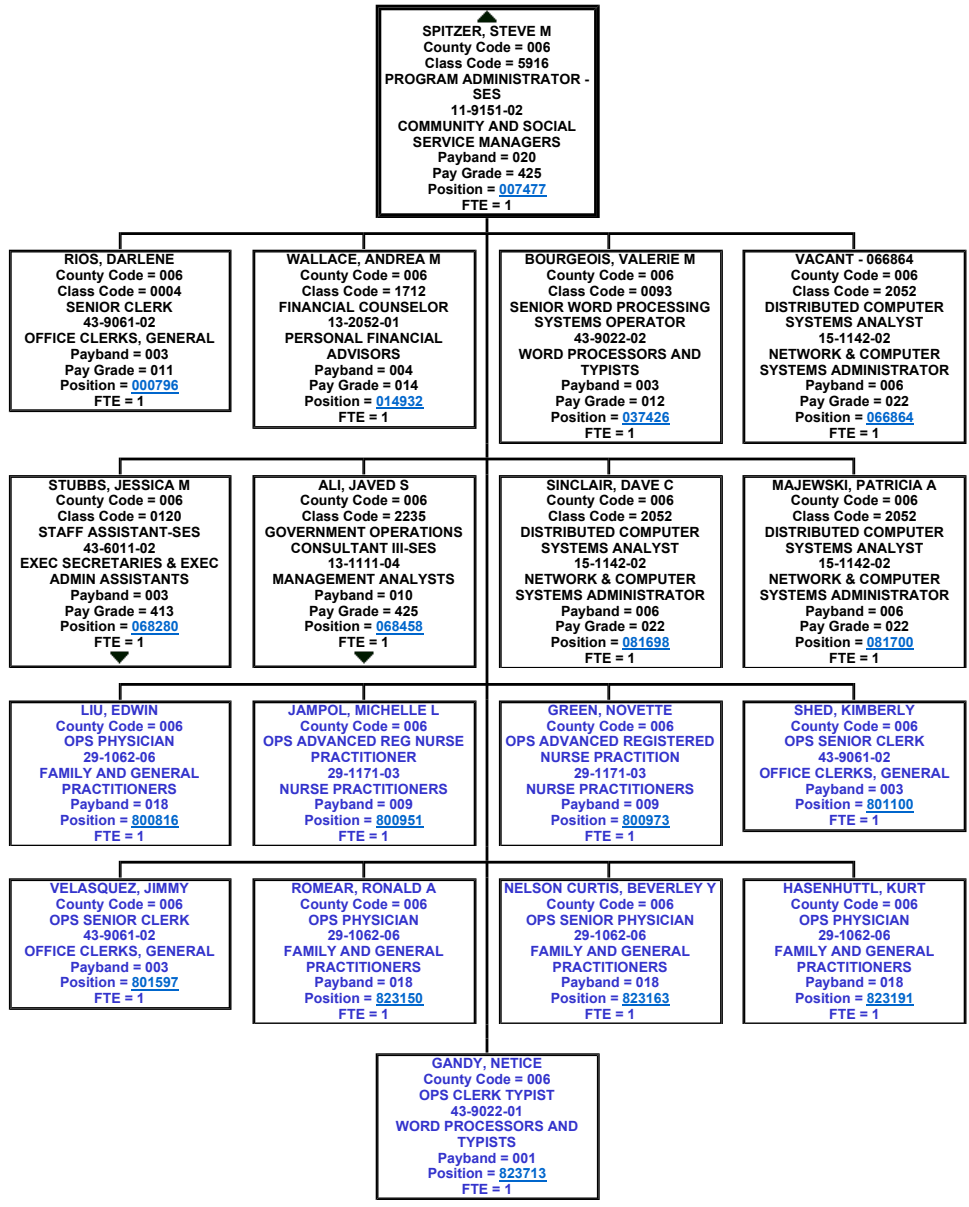 SPITZER, STEVE M
County Code = 006
Class Code = 5916
PROGRAM ADMINISTRATOR -
SES
11-9151-02
COMMUNITY AND SOCIAL
SERVICE MANAGERS
Payband = 020
Pay Grade = 425
Position = 007477
FTE = 1
RIOS, DARLENE
County Code = 006
Class Code = 0004
SENIOR CLERK
43-9061-02
OFFICE CLERKS, GENERAL
Payband = 003
Pay Grade = 011
Position = 000796
FTE = 1
WALLACE, ANDREA M
County Code = 006
Class Code = 1712
FINANCIAL COUNSELOR
13-2052-01
PERSONAL FINANCIAL
ADVISORS
Payband = 004
Pay Grade = 014
Position = 014932
FTE = 1
BOURGEOIS, VALERIE M
County Code = 006
Class Code = 0093
SENIOR WORD PROCESSING
SYSTEMS OPERATOR
43-9022-02
WORD PROCESSORS AND
TYPISTS
Payband = 003
Pay Grade = 012
Position = 037426
FTE = 1
VACANT - 066864
County Code = 006
Class Code = 2052
DISTRIBUTED COMPUTER
SYSTEMS ANALYST
15-1142-02
NETWORK & COMPUTER
SYSTEMS ADMINISTRATOR
Payband = 006
Pay Grade = 022
Position = 066864
FTE = 1
STUBBS, JESSICA M
County Code = 006
Class Code = 0120
STAFF ASSISTANT-SES
43-6011-02
EXEC SECRETARIES & EXEC
ADMIN ASSISTANTS
Payband = 003
Pay Grade = 413
Position = 068280
FTE = 1
ALI, JAVED S
County Code = 006
Class Code = 2235
GOVERNMENT OPERATIONS
CONSULTANT III-SES
13-1111-04
MANAGEMENT ANALYSTS
Payband = 010
Pay Grade = 425
Position = 068458
FTE = 1
SINCLAIR, DAVE C
County Code = 006
Class Code = 2052
DISTRIBUTED COMPUTER
SYSTEMS ANALYST
15-1142-02
NETWORK & COMPUTER
SYSTEMS ADMINISTRATOR
Payband = 006
Pay Grade = 022
Position = 081698
FTE = 1
MAJEWSKI, PATRICIA A
County Code = 006
Class Code = 2052
DISTRIBUTED COMPUTER
SYSTEMS ANALYST
15-1142-02
NETWORK & COMPUTER
SYSTEMS ADMINISTRATOR
Payband = 006
Pay Grade = 022
Position = 081700
FTE = 1
LIU, EDWIN
County Code = 006
OPS PHYSICIAN
29-1062-06
FAMILY AND GENERAL
PRACTITIONERS
Payband = 018
Position = 800816
FTE = 1
JAMPOL, MICHELLE L
County Code = 006
OPS ADVANCED REG NURSE
PRACTITIONER
29-1171-03
NURSE PRACTITIONERS
Payband = 009
Position = 800951
FTE = 1
GREEN, NOVETTE
County Code = 006
OPS ADVANCED REGISTERED
NURSE PRACTITION
29-1171-03
NURSE PRACTITIONERS
Payband = 009
Position = 800973
FTE = 1
SHED, KIMBERLY
County Code = 006
OPS SENIOR CLERK
43-9061-02
OFFICE CLERKS, GENERAL
Payband = 003
Position = 801100
FTE = 1
VELASQUEZ, JIMMY
County Code = 006
OPS SENIOR CLERK
43-9061-02
OFFICE CLERKS, GENERAL
Payband = 003
Position = 801597
FTE = 1
ROMEAR, RONALD A
County Code = 006
OPS PHYSICIAN
29-1062-06
FAMILY AND GENERAL
PRACTITIONERS
Payband = 018
Position = 823150
FTE = 1
NELSON CURTIS, BEVERLEY Y
County Code = 006
OPS SENIOR PHYSICIAN
29-1062-06
FAMILY AND GENERAL
PRACTITIONERS
Payband = 018
Position = 823163
FTE = 1
HASENHUTTL, KURT
County Code = 006
OPS PHYSICIAN
29-1062-06
FAMILY AND GENERAL
PRACTITIONERS
Payband = 018
Position = 823191
FTE = 1
GANDY, NETICE
County Code = 006
OPS CLERK TYPIST
43-9022-01
WORD PROCESSORS AND
TYPISTS
Payband = 001
Position = 823713
FTE = 1